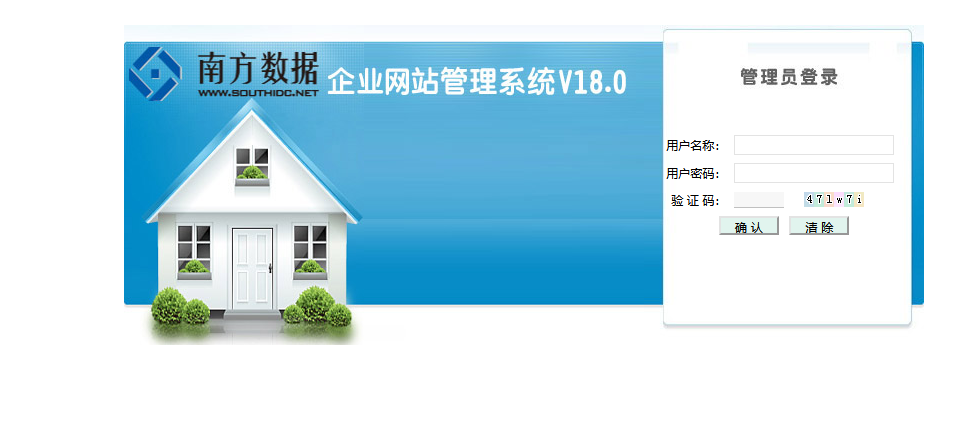 南方数据
WWW.SOUTHIDC.NET
企业网站管理系统V18.0
管理员登录
用户名称：
用户密码：
验 证 码： 47lw7i
确 认 清 除